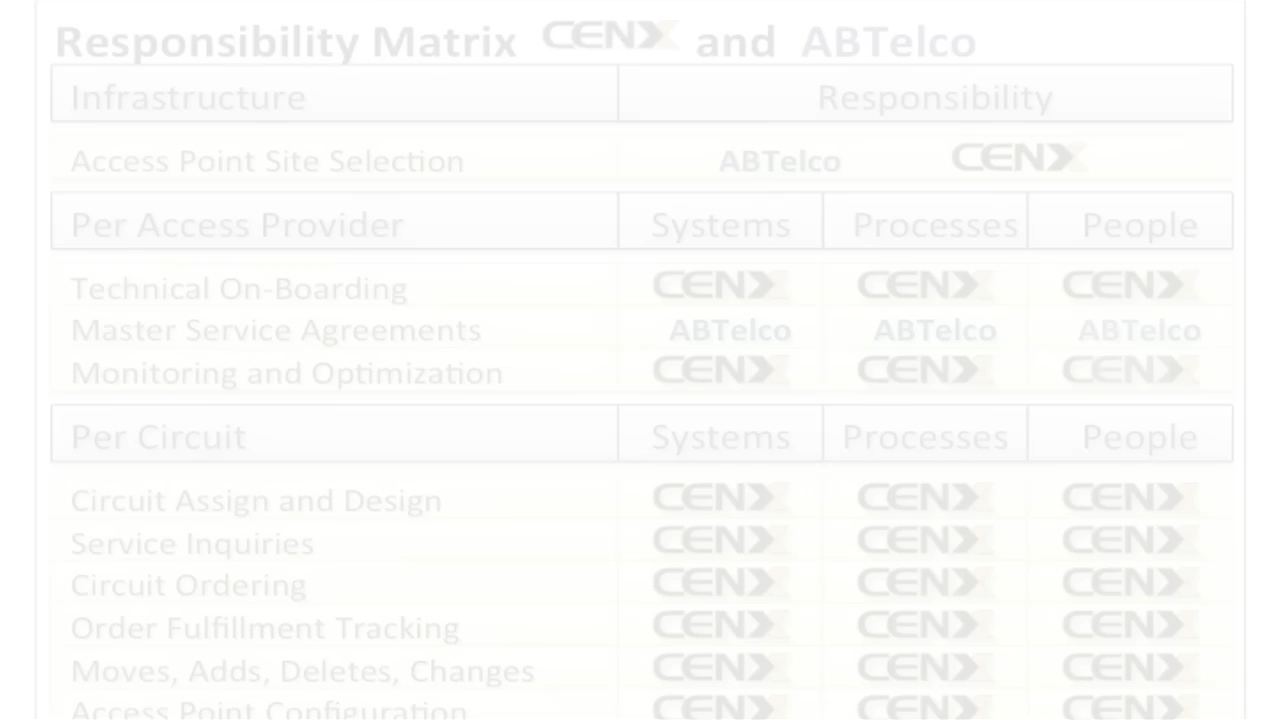 Responsibility Matrix CENX and ABTelco
Infrastructure Responsibility
Access Point Site Selection ABTelco CENX
Per Access Provider Systems Processes People
Technical On-Boarding CENX CENX CENX
Master Service Agreements ABTelco ABTelco ABTelco
Monitoring and Optimization CENX CENX CENX
Per Circuit Systems Processes People
Circuit Assign and Design CENX CENX CENX
Service Inquiries CENX CENX CENX
Circuit Ordering CENX CENX CENX
Order Fulfillment Tracking CENX CENX CENX
Moves, Adds, Deletes, Changes CENX CENX CENX
Access Point Configuration CENX CENX CENX